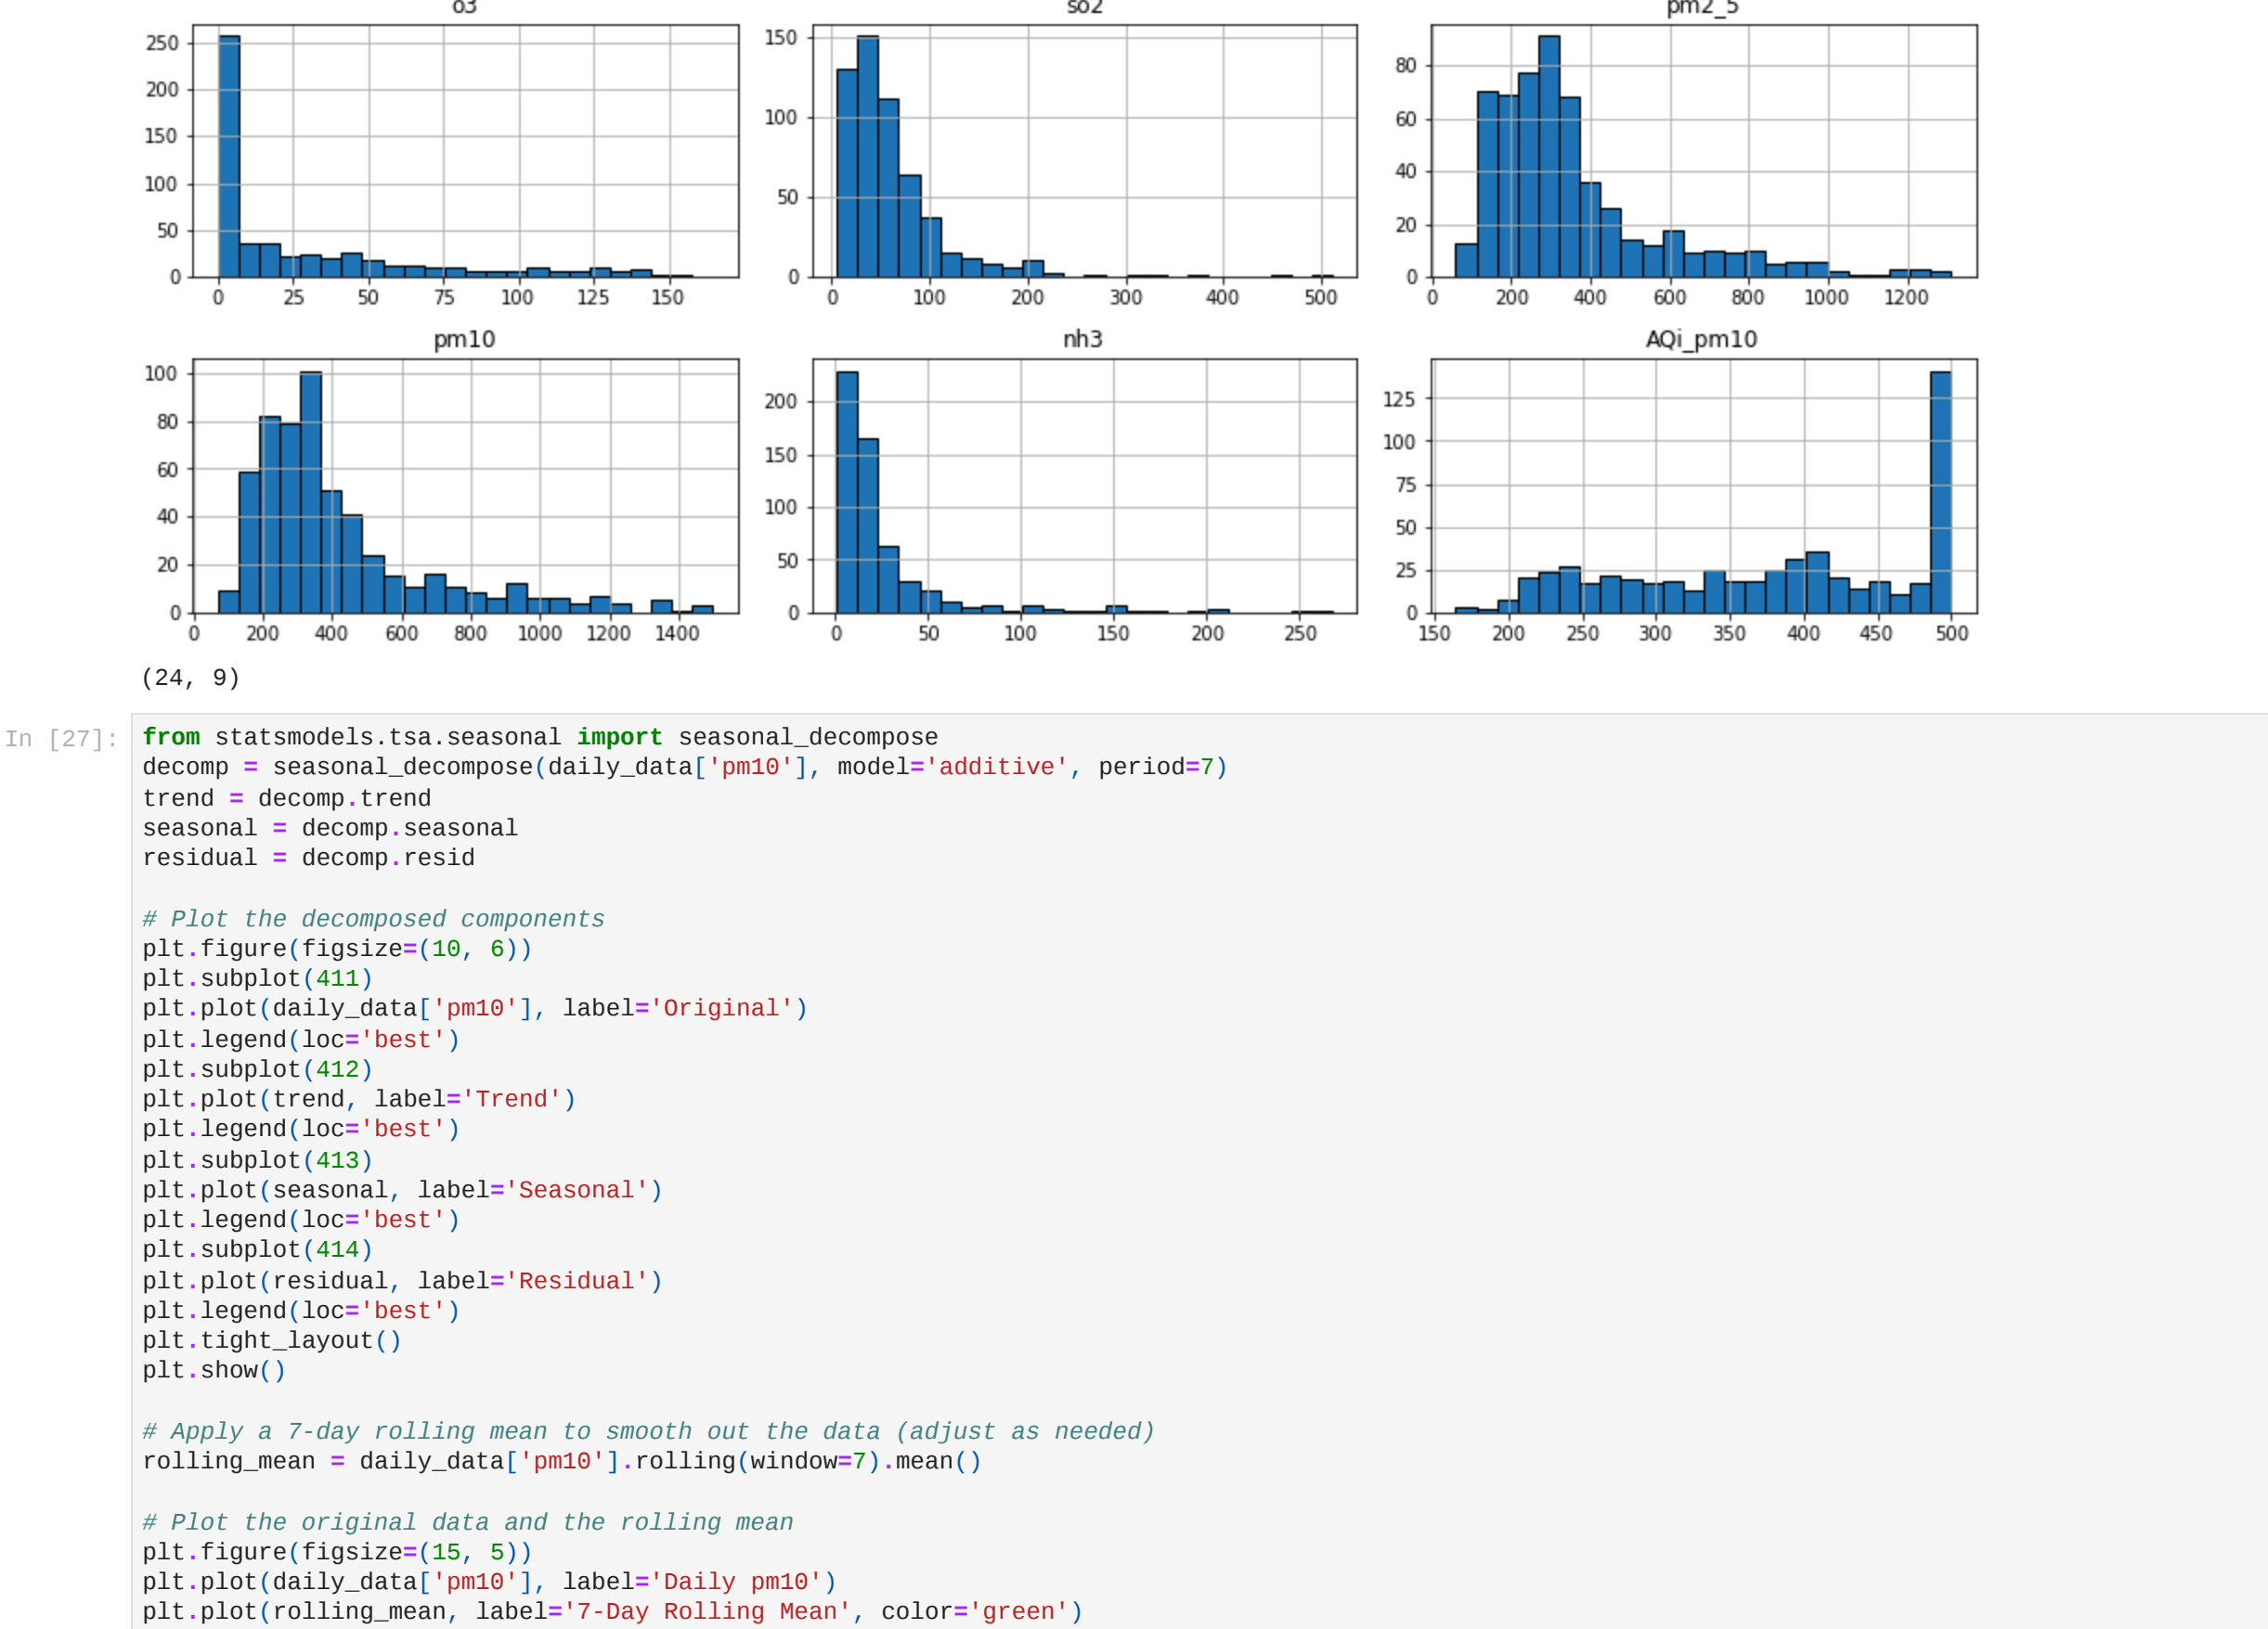 o3 so2 pm2_5
250 150 80
200 60
150 100 40
100 50 20
50
0 0 0
0 25 50 75 100 125 150 0 100 200 300 400 500 0 200 400 600 800 1000 1200
pm10 nh3 AQi_pm10
100 200 125
80 150 100
60 100 75
40 50 50
20 25
0 0 0
0 200 400 600 800 1000 1200 1400 0 50 100 150 200 250 150 200 250 300 350 400 450 500
(24, 9)
In [27]: from statsmodels.tsa.seasonal import seasonal_decompose
decomp = seasonal_decompose(daily_data['pm10'], model='additive', period=7)
trend = decomp.trend
seasonal = decomp.seasonal
residual = decomp.resid
# Plot the decomposed components
plt.figure(figsize=(10, 6))
plt.subplot(411)
plt.plot(daily_data['pm10'], label='Original')
plt.legend(loc='best')
plt.subplot(412)
plt.plot(trend, label='Trend')
plt.legend(loc='best')
plt.subplot(413)
plt.plot(seasonal, label='Seasonal')
plt.legend(loc='best')
plt.subplot(414)
plt.plot(residual, label='Residual')
plt.legend(loc='best')
plt.tight_layout()
plt.show()
# Apply a 7-day rolling mean to smooth out the data (adjust as needed)
rolling_mean = daily_data['pm10'].rolling(window=7).mean()
# Plot the original data and the rolling mean
plt.figure(figsize=(15, 5))
plt.plot(daily_data['pm10'], label='Daily pm10')
plt.plot(rolling_mean, label='7-Day Rolling Mean', color='green')